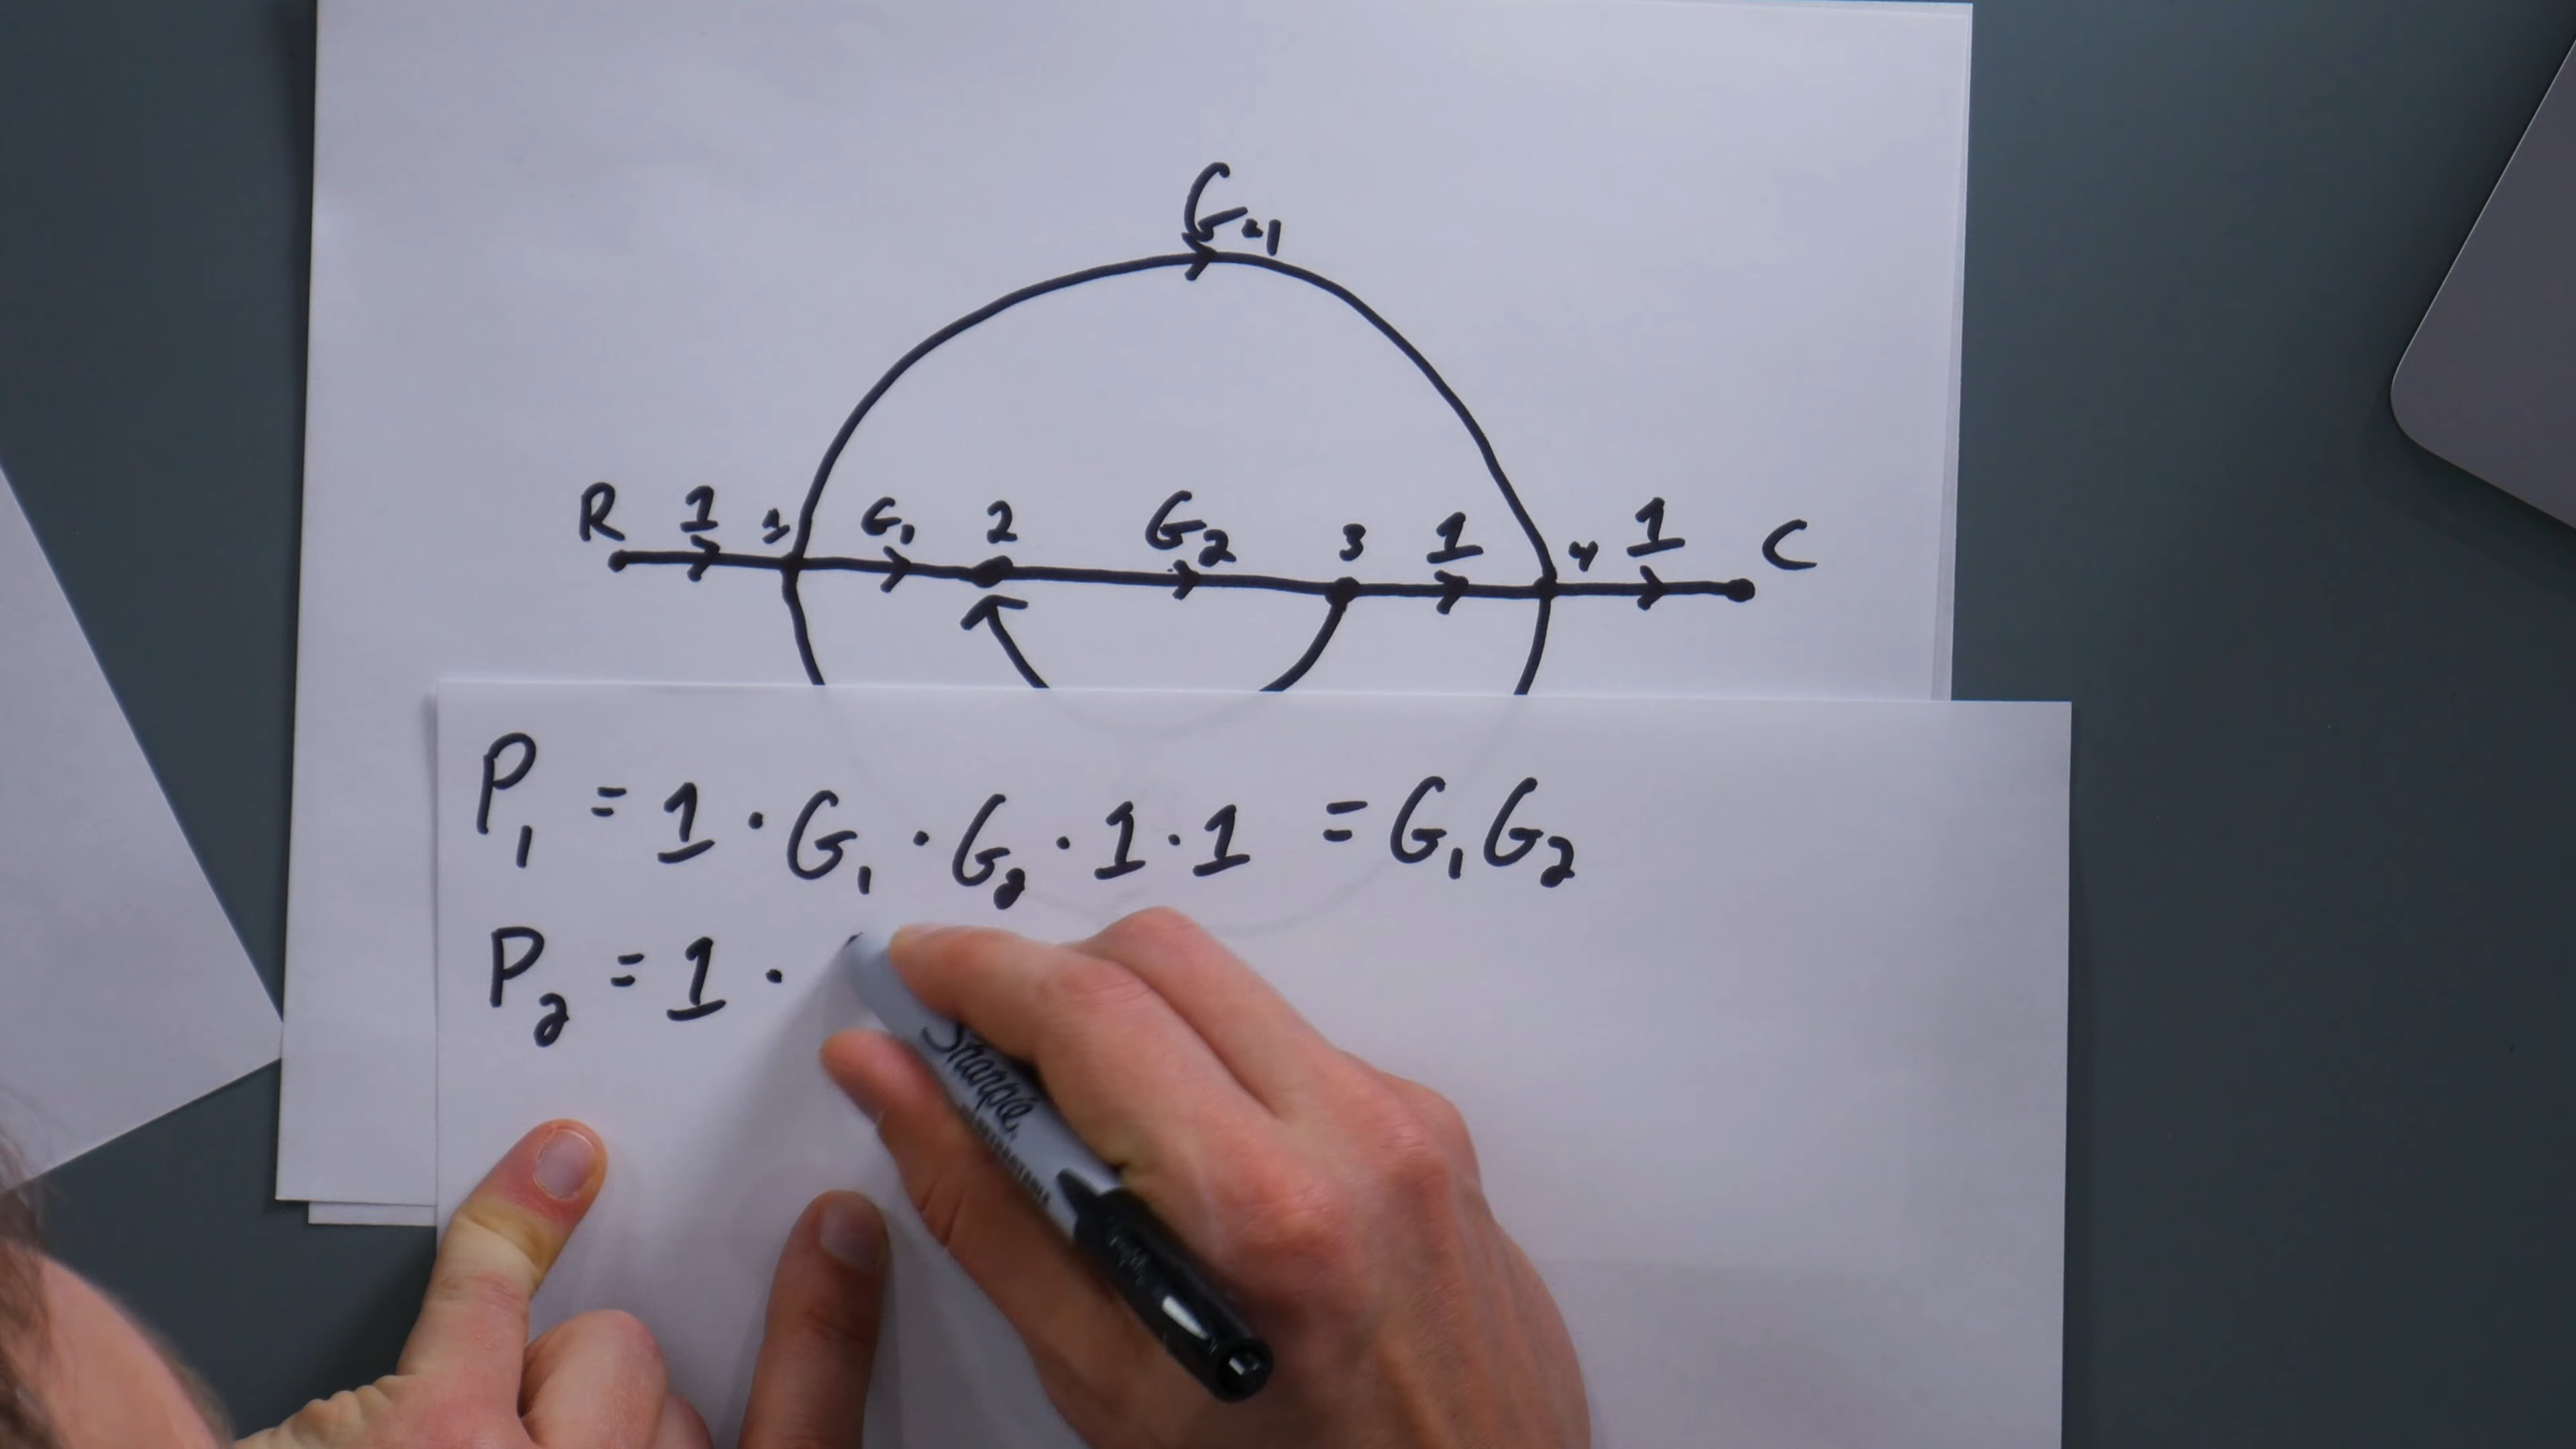 G4
R 1 1 G1 2 G2 3 1 4 1 C
P1 = 1 · G1 · G2 · 1 · 1 = G1G2
P2 = 1 ·
Sharpie